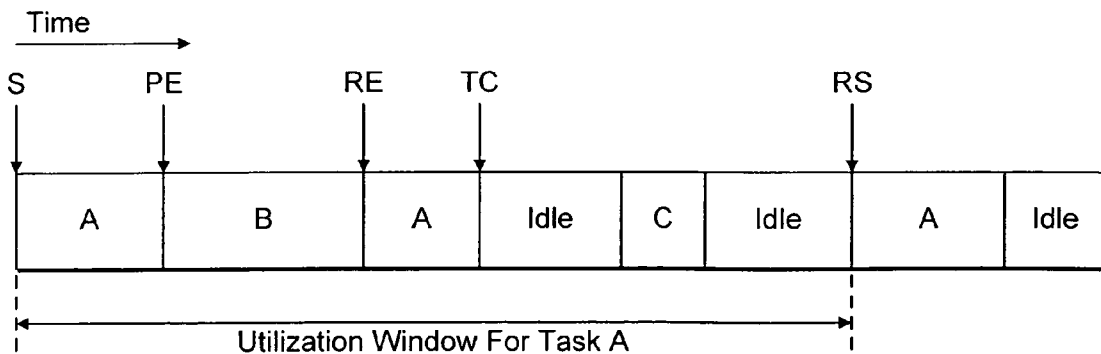 Time
S PE RE TC RS
A B A Idle C Idle A Idle
Utilization Window For Task A